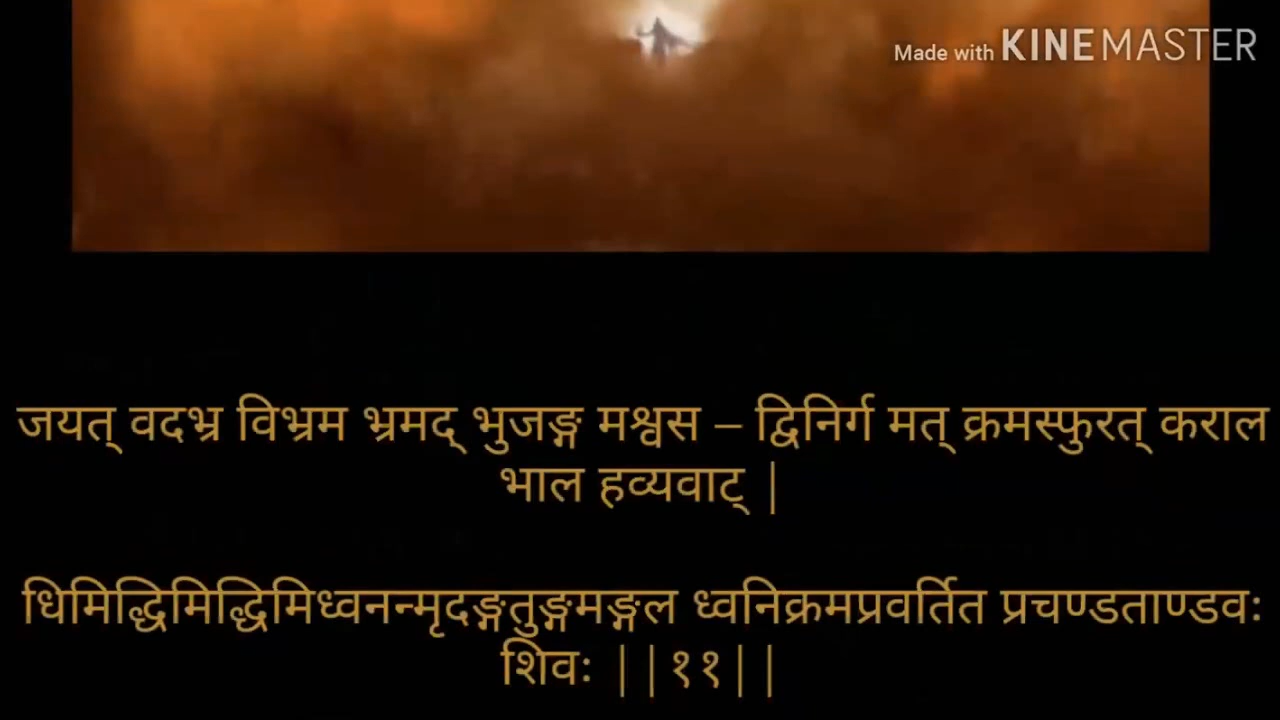 Made with KINEMASTER
जयत् वदभ्र विभ्रम भ्रमद् भुजङ्ग मश्वस – द्विनिर्ग मत् क्रमस्फुरत् कराल
भाल हव्यवाट् |
धिमिद्धिमिद्धिमिध्वनन्मृदङ्गतुङ्गमङ्गल ध्वनिक्रमप्रवर्तित प्रचण्डताण्डवः
शिवः ||११||